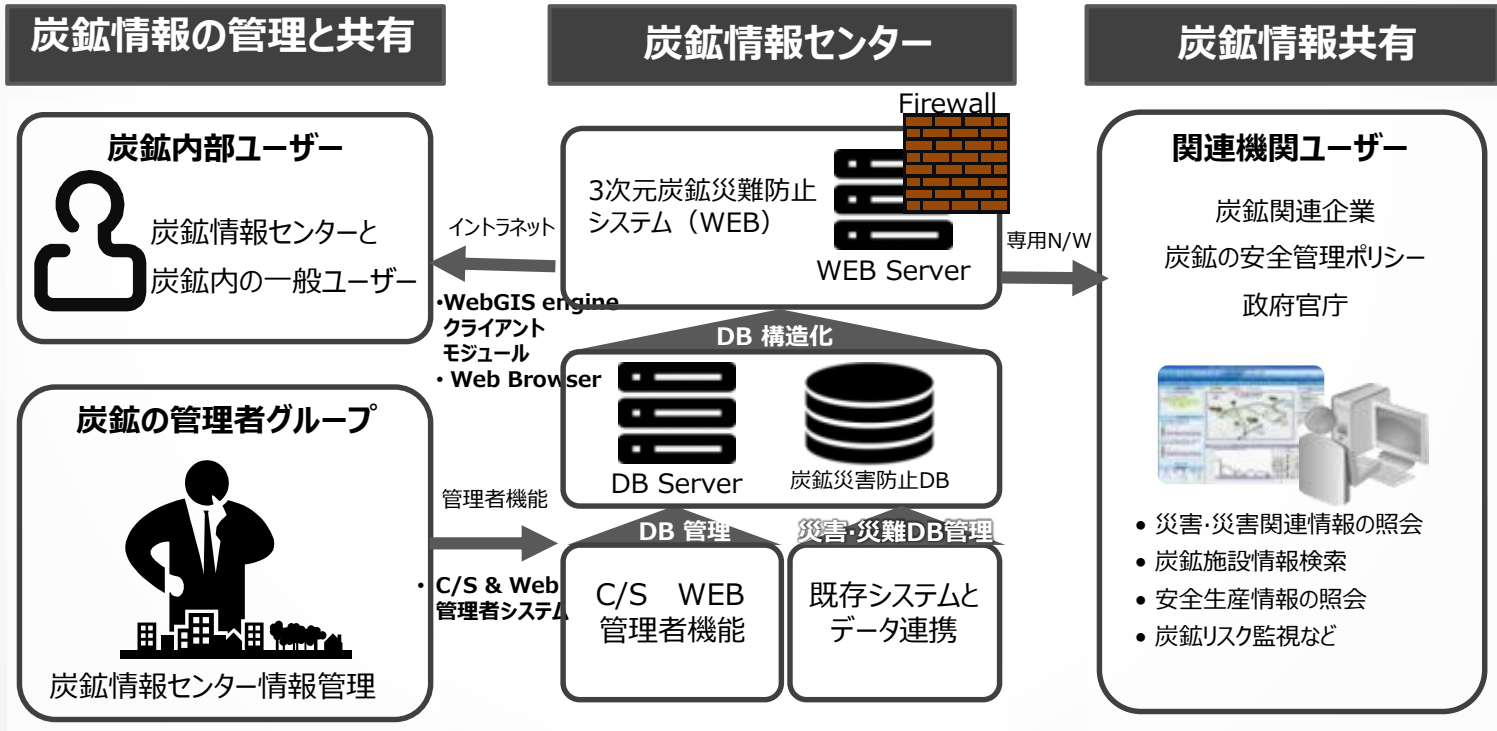 炭鉱情報の管理と共有
炭鉱内部ユーザー
炭鉱情報センターと
炭鉱内の一般ユーザー
炭鉱の管理者グループ
炭鉱情報センター情報管理
イントラネット
・WebGIS engine
クライアント
モジュール
・Web Browser
管理者機能
・C/S & Web
管理者システム
炭鉱情報センター
Firewall
3次元炭鉱災難防止
システム（WEB）
WEB Server
DB 構造化
DB Server
炭鉱災害防止DB
DB 管理
災害･災難DB管理
C/S　WEB
管理者機能
既存システムと
データ連携
専用N/W
炭鉱情報共有
関連機関ユーザー
炭鉱関連企業
炭鉱の安全管理ポリシー
政府官庁
• 災害･災害関連情報の照会
• 炭鉱施設情報検索
• 安全生産情報の照会
• 炭鉱リスク監視など